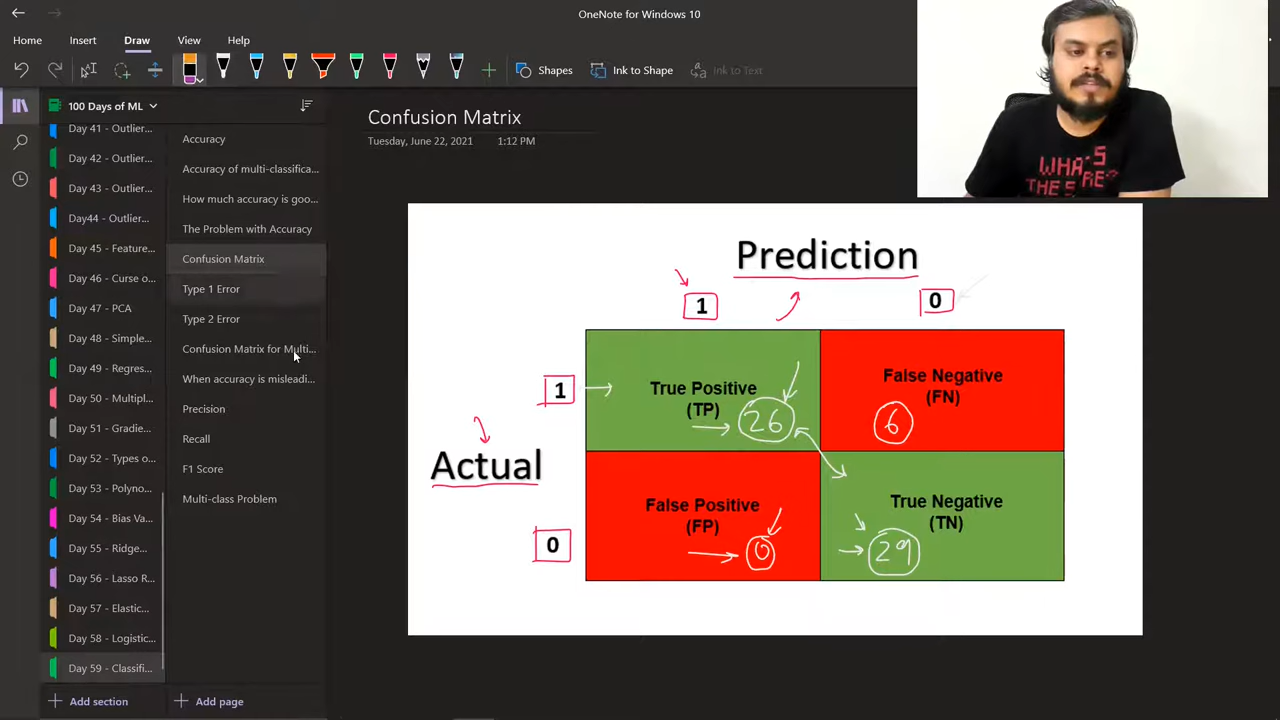 OneNote for Windows 10
Home
Insert
Draw
View
Help
Shapes
Ink to Shape
Ink to Text
100 Days of ML
Day 41 - Outlier...
Day 42 - Outlier...
Day 43 - Outlier...
Day44 - Outlier...
Day 45 - Feature...
Day 46 - Curse o...
Day 47 - PCA
Day 48 - Simple...
Day 49 - Regres...
Day 50 - Multipl...
Day 51 - Gradie...
Day 52 - Types o...
Day 53 - Polyno...
Day 54 - Bias Va...
Day 55 - Ridge...
Day 56 - Lasso R...
Day 57 - Elastic...
Day 58 - Logistic...
Day 59 - Classifi...
Add section
Accuracy
Accuracy of multi-classifica...
How much accuracy is goo...
The Problem with Accuracy
Confusion Matrix
Type 1 Error
Type 2 Error
Confusion Matrix for Multi...
When accuracy is misleadi...
Precision
Recall
F1 Score
Multi-class Problem
Add page
Confusion Matrix
Tuesday, June 22, 2021
1:12 PM
Prediction
1
0
Actual
1
True Positive
(TP)
26
False Negative
(FN)
6
0
False Positive
(FP)
0
True Negative
(TN)
29
WHA'S